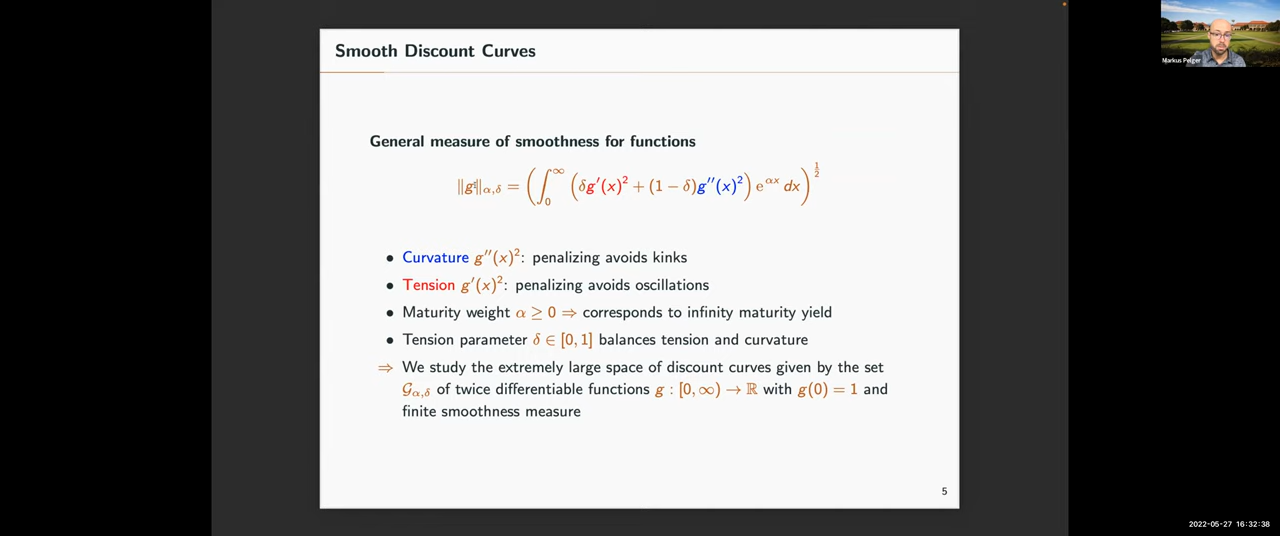 Smooth Discount Curves
Markus Pelger
General measure of smoothness for functions
‖g‖α,δ = (∫₀^∞ (δg′(x)² + (1 − δ)g″(x)²) e^{αx} dx)^{1/2}
• Curvature g″(x)²: penalizing avoids kinks
• Tension g′(x)²: penalizing avoids oscillations
• Maturity weight α ≥ 0 ⇒ corresponds to infinity maturity yield
• Tension parameter δ ∈ [0, 1] balances tension and curvature
⇒ We study the extremely large space of discount curves given by the set
𝒢α,δ of twice differentiable functions g : [0, ∞) → ℝ with g(0) = 1 and
finite smoothness measure
5
2022-05-27 16:32:38